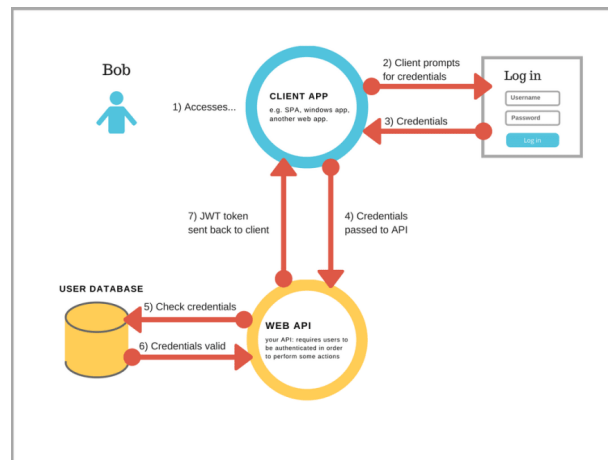 Bob
1) Accesses...
CLIENT APP
e.g. SPA, windows app,
another web app.
2) Client prompts
for credentials
3) Credentials
Log in
Username
Password
Log in
7) JWT token
sent back to client
4) Credentials
passed to API
USER DATABASE
5) Check credentials
6) Credentials valid
WEB API
your API: requires users to
be authenticated in order
to perform some actions